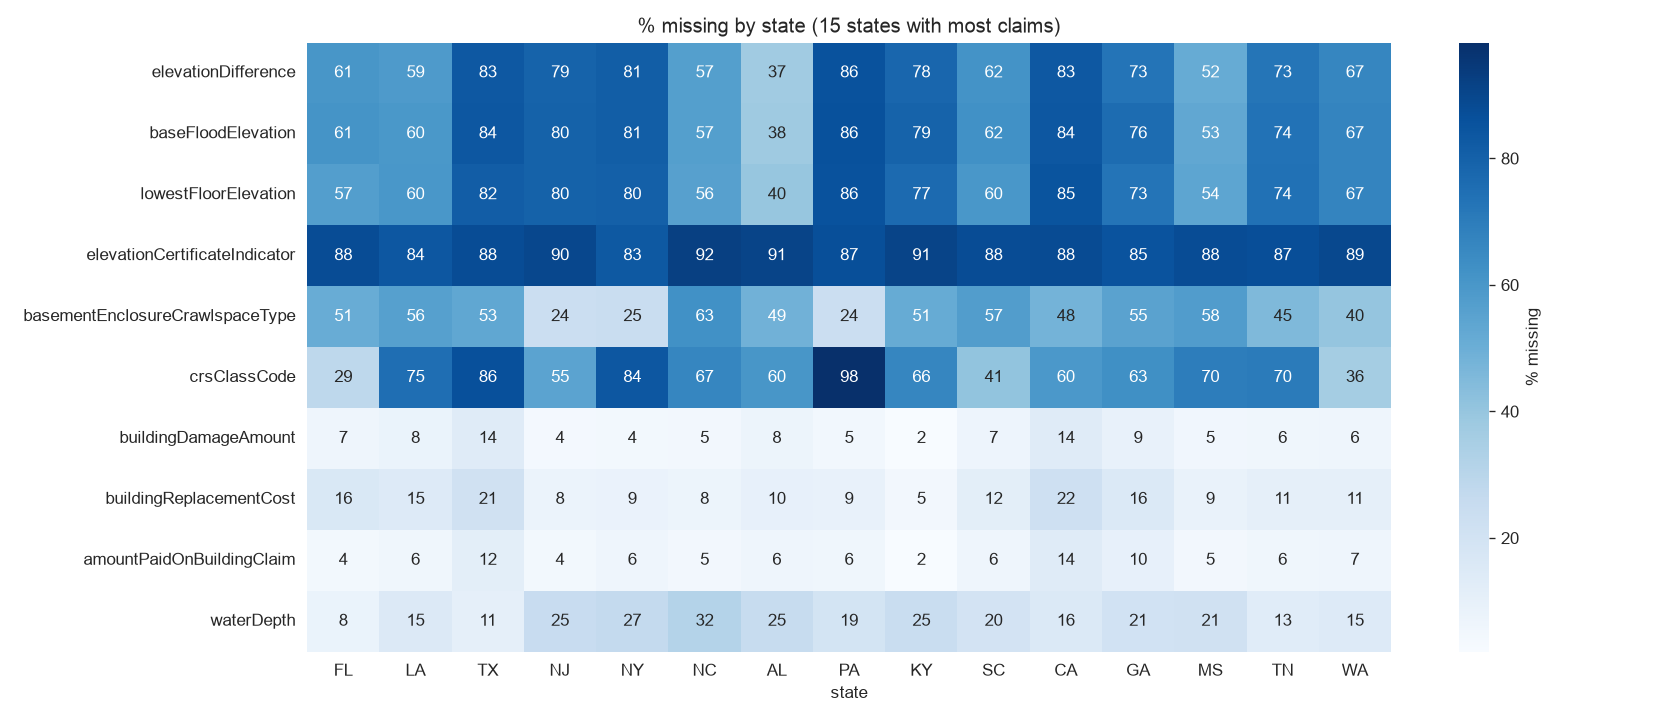 % missing by state (15 states with most claims)
elevationDifference 61 59 83 79 81 57 37 86 78 62 83 73 52 73 67
baseFloodElevation 61 60 84 80 81 57 38 86 79 62 84 76 53 74 67
lowestFloorElevation 57 60 82 80 80 56 40 86 77 60 85 73 54 74 67
elevationCertificateIndicator 88 84 88 90 83 92 91 87 91 88 88 85 88 87 89
basementEnclosureCrawlspaceType 51 56 53 24 25 63 49 24 51 57 48 55 58 45 40
crsClassCode 29 75 86 55 84 67 60 98 66 41 60 63 70 70 36
buildingDamageAmount 7 8 14 4 4 5 8 5 2 7 14 9 5 6 6
buildingReplacementCost 16 15 21 8 9 8 10 9 5 12 22 16 9 11 11
amountPaidOnBuildingClaim 4 6 12 4 6 5 6 6 2 6 14 10 5 6 7
waterDepth 8 15 11 25 27 32 25 19 25 20 16 21 21 13 15
FL LA TX NJ NY NC AL PA KY SC CA GA MS TN WA
state
80
60
40
20
% missing